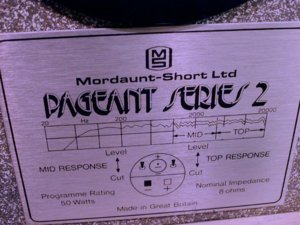 MS
Mordaunt-Short Ltd
PAGEANT SERIES 2
20 Hz 200 2000 20000
MID TOP
Level Level
MID RESPONSE TOP RESPONSE
Cut Cut
Programme Rating Nominal Impedance
50 Watts 8 ohms
Made in Great Britain